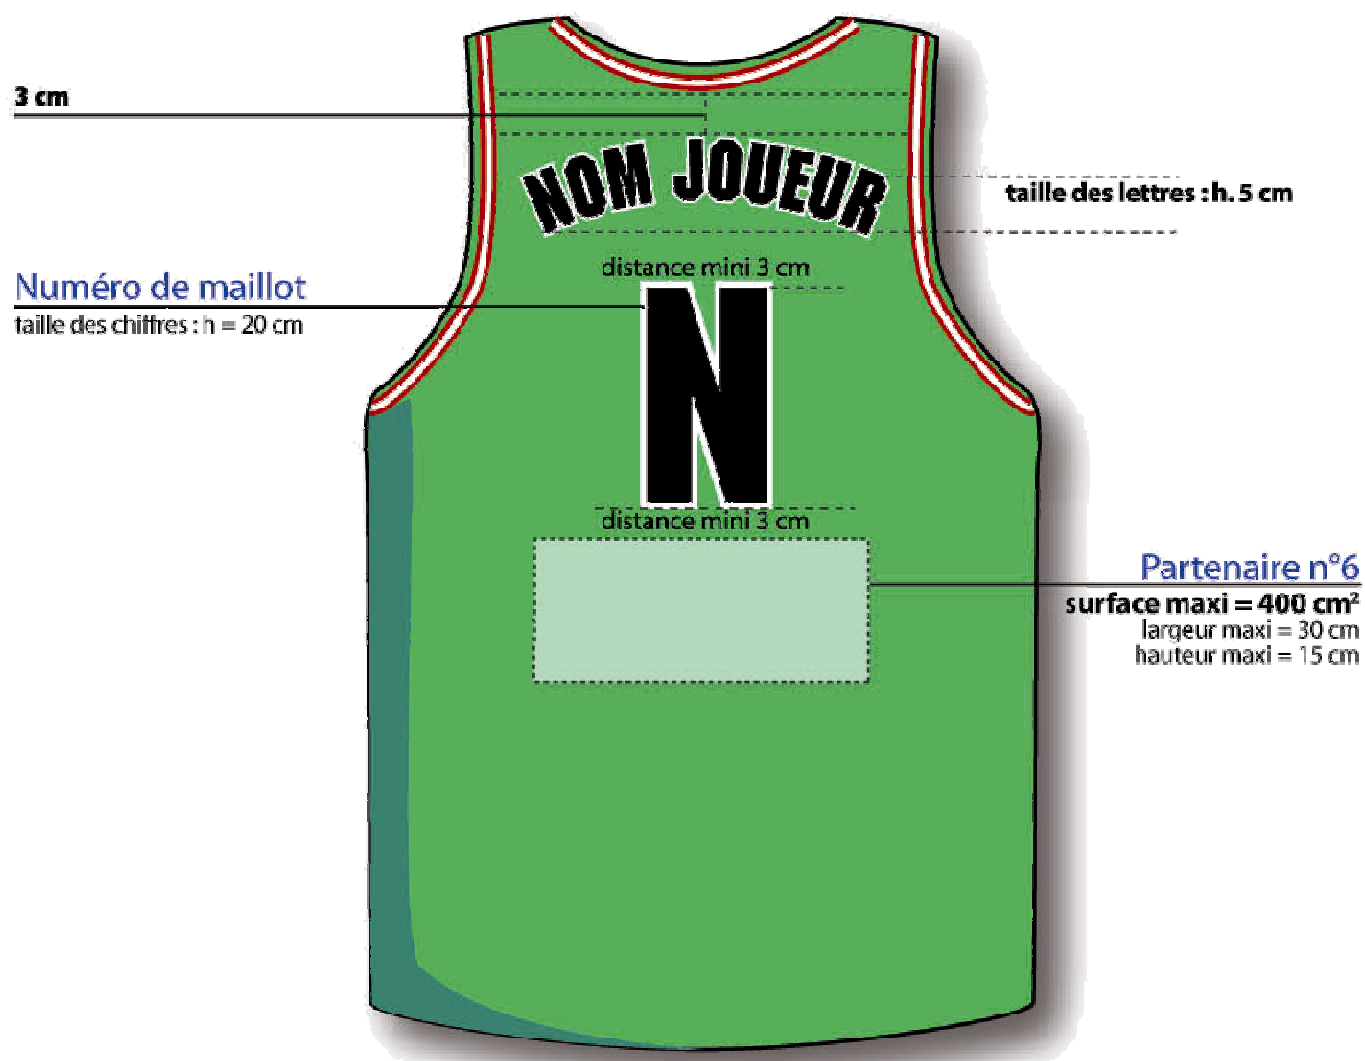 3 cm
NOM JOUEUR
taille des lettres : h. 5 cm
distance mini 3 cm
Numéro de maillot
taille des chiffres : h = 20 cm
N
distance mini 3 cm
Partenaire n°6
surface maxi = 400 cm²
largeur maxi = 30 cm
hauteur maxi = 15 cm